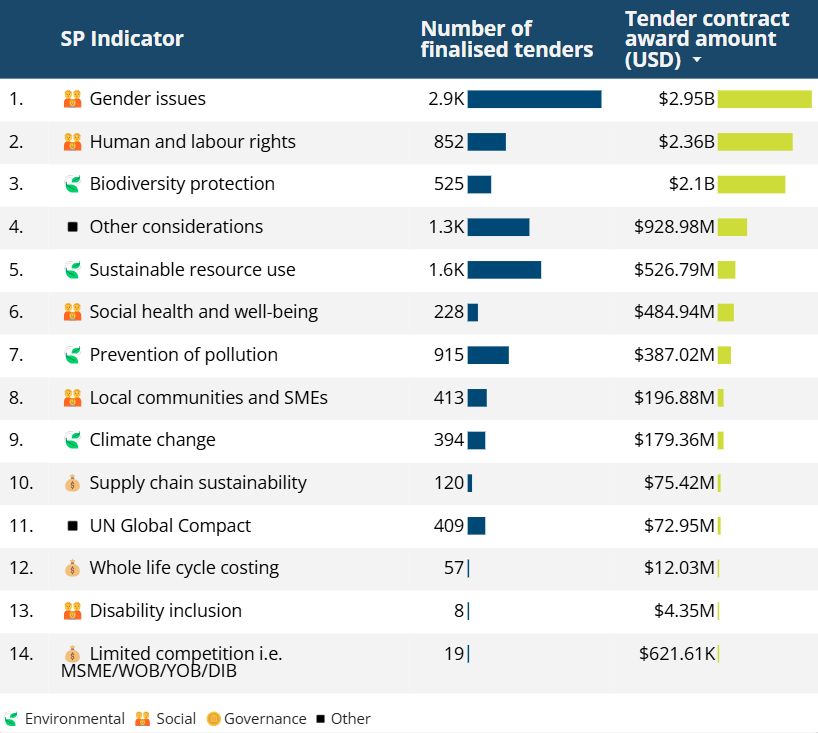 SP Indicator
Number of
finalised tenders
Tender contract
award amount
(USD)
1. Gender issues 2.9K $2.95B
2. Human and labour rights 852 $2.36B
3. Biodiversity protection 525 $2.1B
4. Other considerations 1.3K $928.98M
5. Sustainable resource use 1.6K $526.79M
6. Social health and well-being 228 $484.94M
7. Prevention of pollution 915 $387.02M
8. Local communities and SMEs 413 $196.88M
9. Climate change 394 $179.36M
10. Supply chain sustainability 120 $75.42M
11. UN Global Compact 409 $72.95M
12. Whole life cycle costing 57 $12.03M
13. Disability inclusion 8 $4.35M
14. Limited competition i.e. 19 $621.61K
MSME/WOB/YOB/DIB
Environmental Social Governance Other